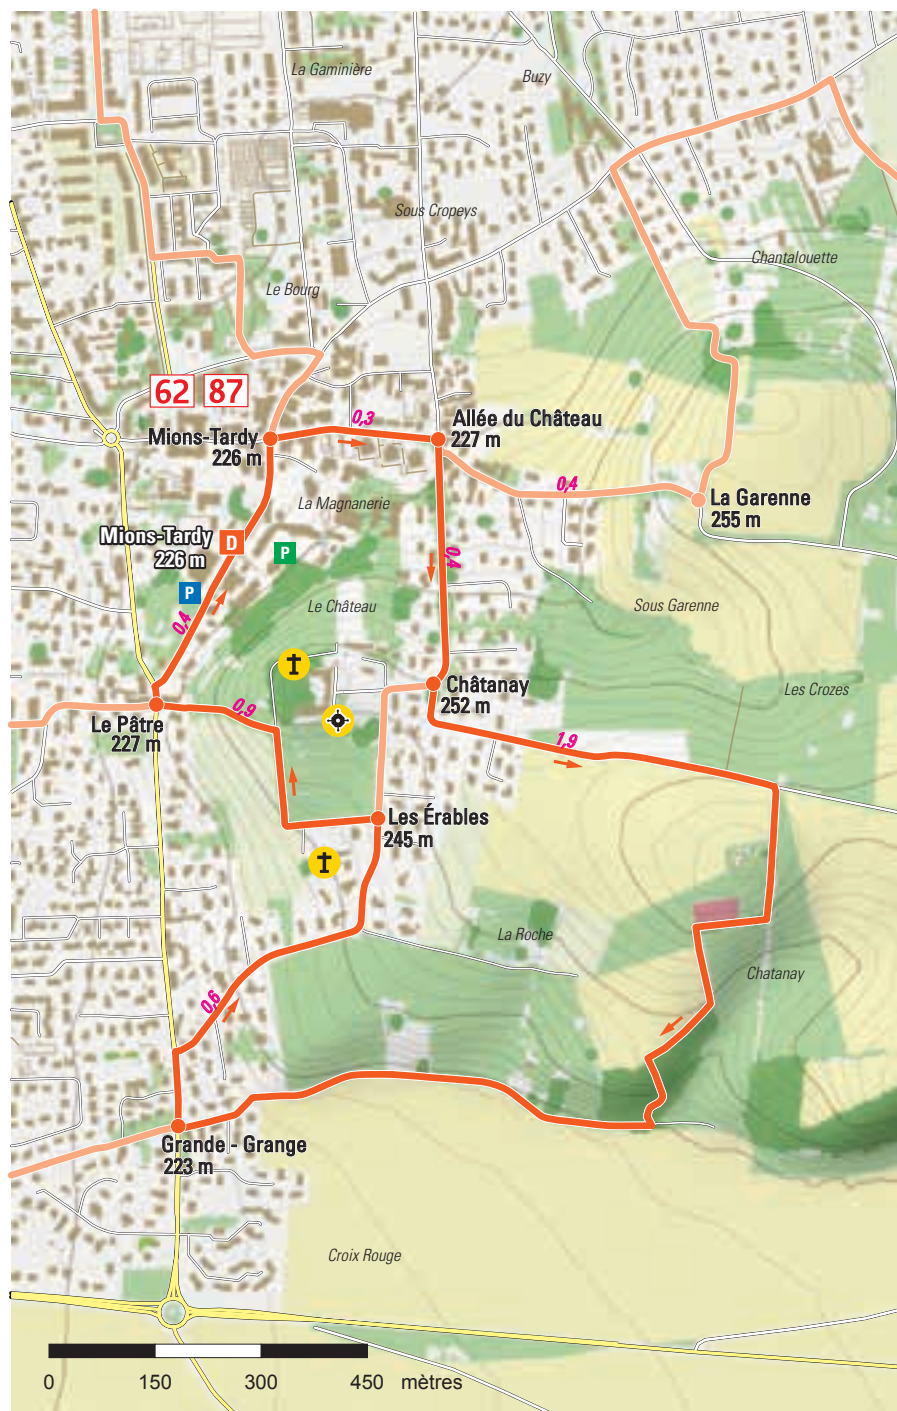 La Gaminière
Buzy
Sous Cropeys
Chantalouette
Le Bourg
62 87
0,3
Allée du Château
227 m
Mions-Tardy
226 m
0,4
La Garenne
255 m
La Magnanerie
Mions-Tardy
226 m
D
P
P
0,4
Le Château
Sous Garenne
0,4
Châtanay
252 m
Les Crozes
0,9
Le Pâtre
227 m
1,9
Les Érables
245 m
La Roche
Chatanay
0,6
Grande - Grange
223 m
Croix Rouge
0 150 300 450 mètres